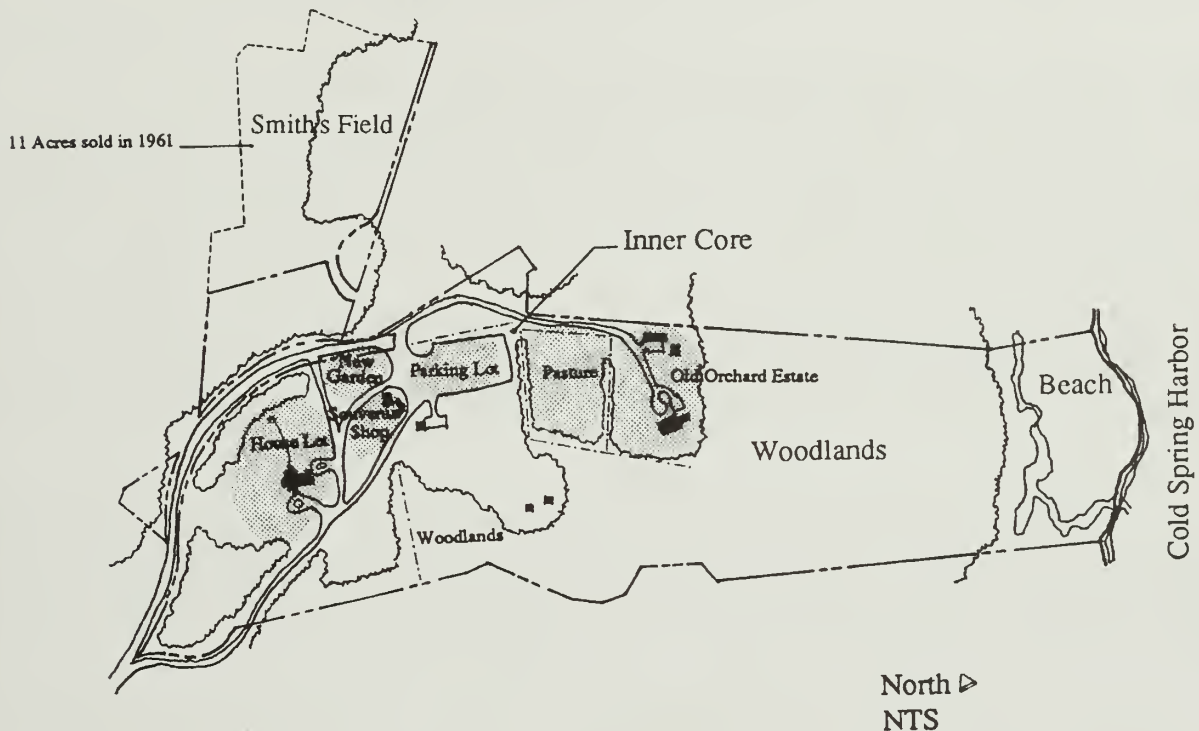 Smith's Field
11 Acres sold in 1961
Inner Core
New
Garden
Parking Lot
Pasture
Old Orchard Estate
Beach
Souvenir
Shop
House Lot
Woodlands
Woodlands
Cold Spring Harbor
North
NTS